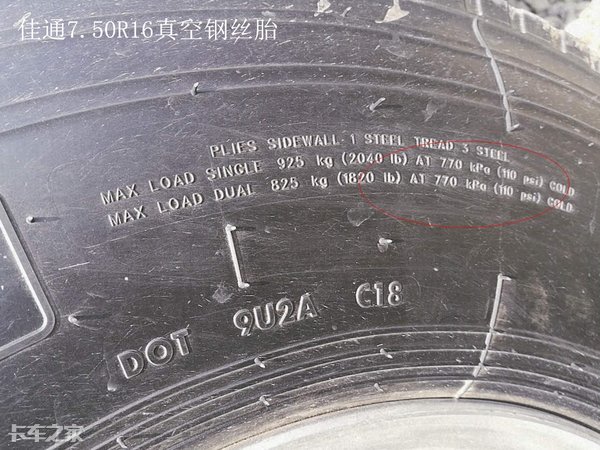 佳通7.50R16真空钢丝胎
PLIES SIDEWALL 1 STEEL TREAD 3 STEEL
MAX LOAD SINGLE 925 kg (2040 lb) AT 770 kPa (110 psi) COLD
MAX LOAD DUAL 825 kg (1820 lb) AT 770 kPa (110 psi) COLD
DOT 9U2A C18
卡车之家